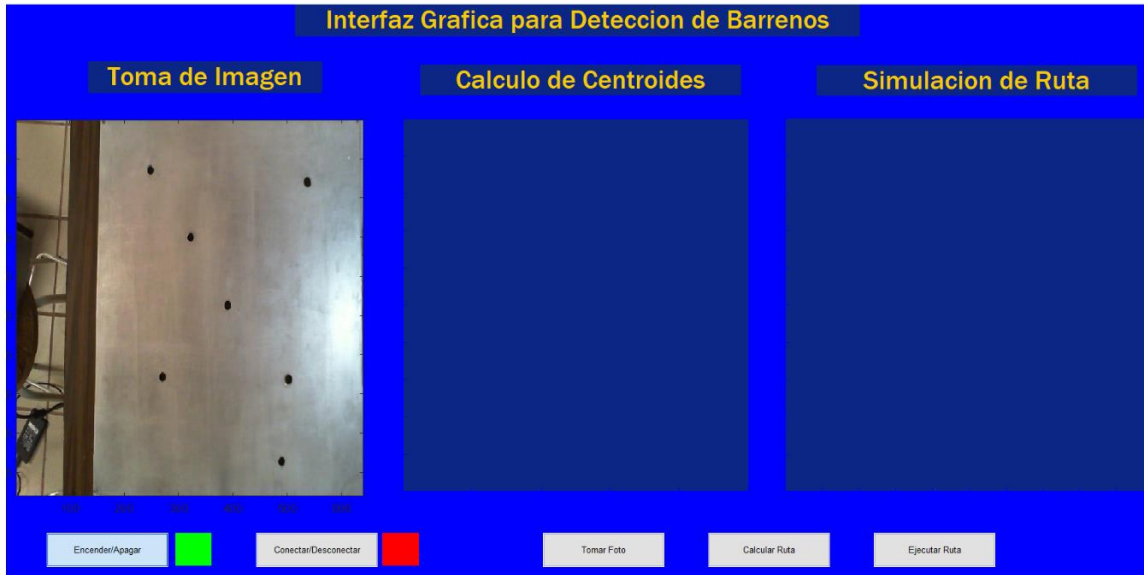 Interfaz Grafica para Deteccion de Barrenos
Toma de Imagen
Calculo de Centroides
Simulacion de Ruta
Encender/Apagar
Conectar/Desconectar
Tomar Foto
Calcular Ruta
Ejecutar Ruta